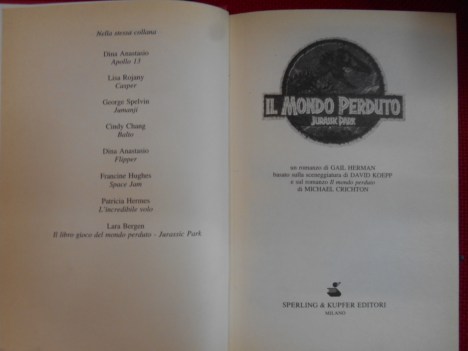 Nella stessa collana
Dina Anastasio
Apollo 13
Lisa Rojany
Casper
George Spelvin
Jumanji
Cindy Chang
Balto
Dina Anastasio
Flipper
Francine Hughes
Space Jam
Patricia Hermes
L'incredibile volo
Lara Bergen
Il libro gioco del mondo perduto - Jurassic Park
IL MONDO PERDUTO
JURASSIC PARK
un romanzo di GAIL HERMAN
basato sulla sceneggiatura di DAVID KOEPP
e sul romanzo Il mondo perduto
di MICHAEL CRICHTON
SPERLING & KUPFER EDITORI
MILANO